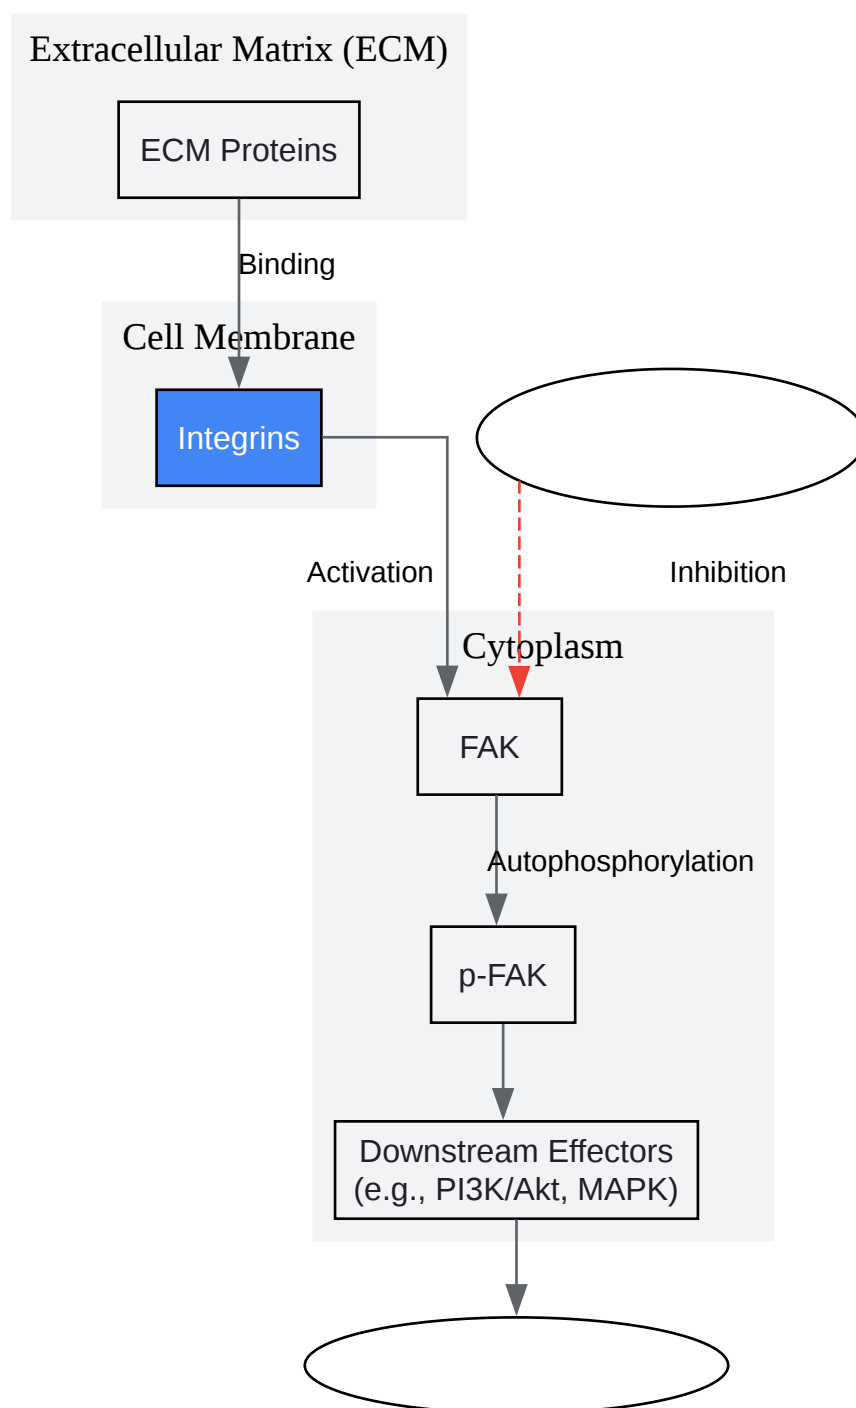 Extracellular Matrix (ECM)
ECM Proteins
Binding
Cell Membrane
Integrins
Activation
Inhibition
Cytoplasm
FAK
Autophosphorylation
p-FAK
Downstream Effectors
(e.g., PI3K/Akt, MAPK)